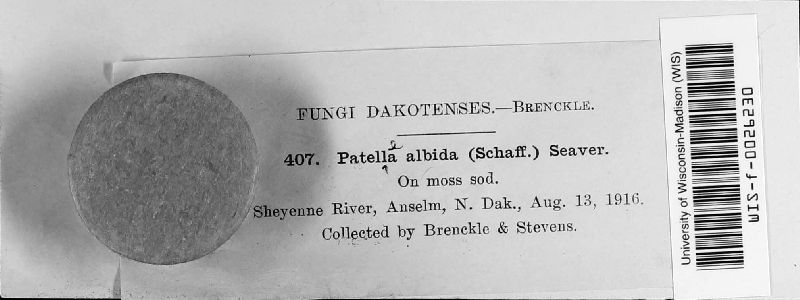 FUNGI DAKOTENSES.—BRENCKLE.
407. Patella albida (Schaff.) Seaver.
On moss sod.
Sheyenne River, Anselm, N. Dak., Aug. 13, 1916.
Collected by Brenckle & Stevens.
University of Wisconsin-Madison (WIS)
WIS-f-0026230